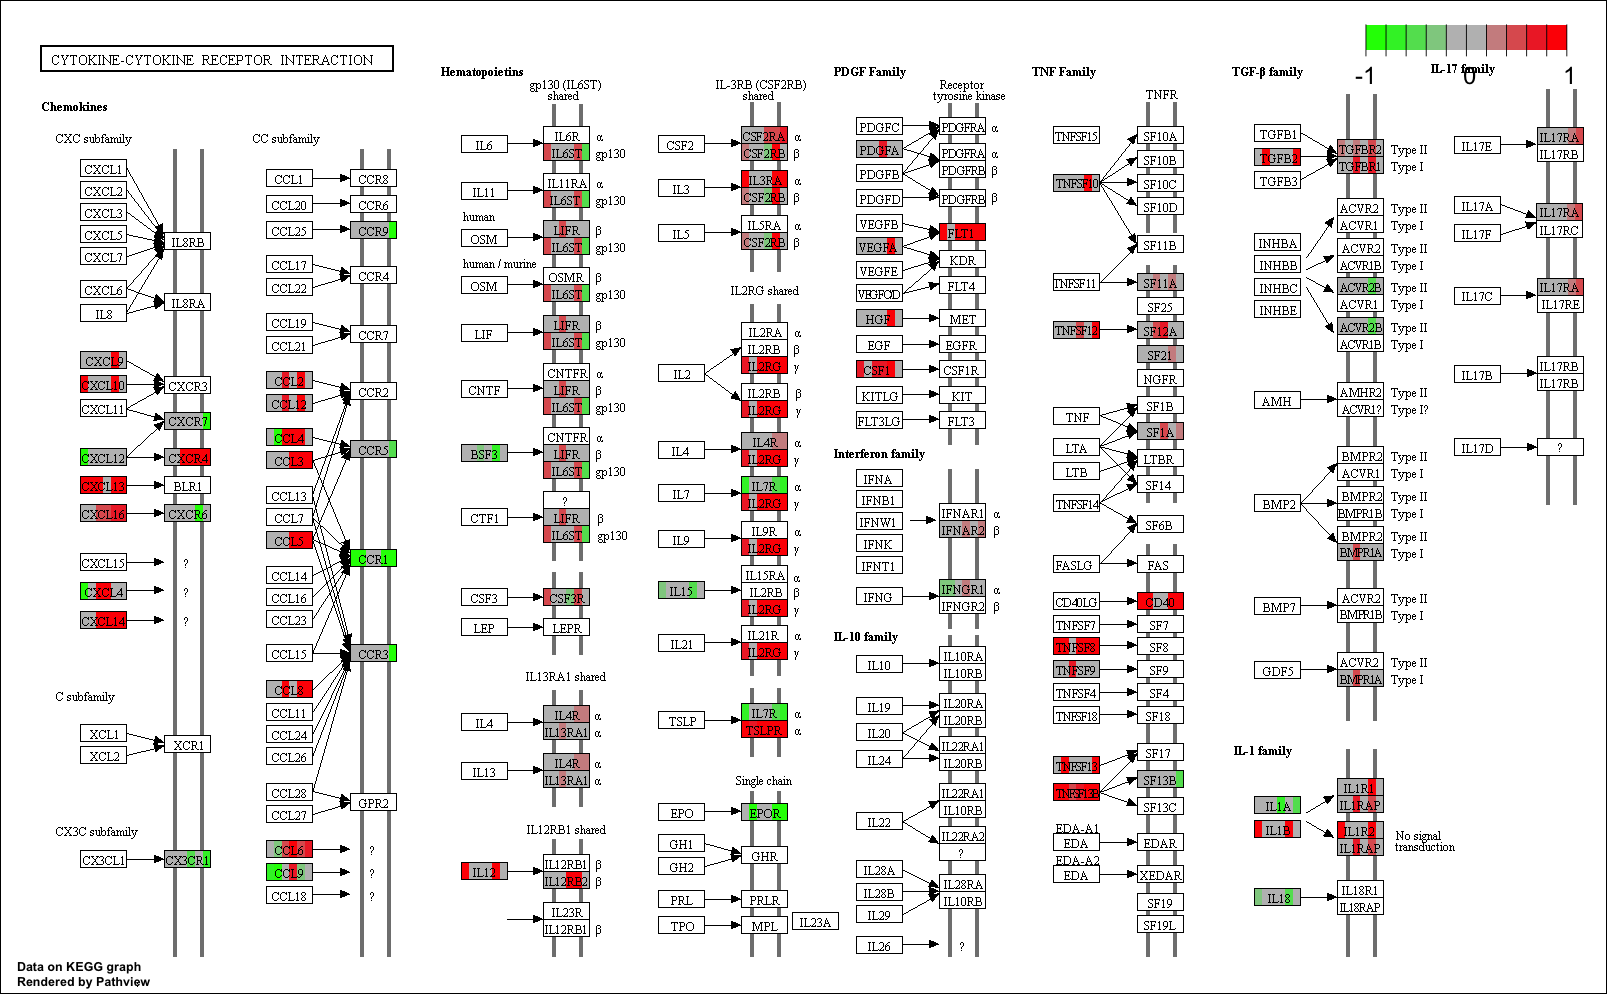 CYTOKINE-CYTOKINE RECEPTOR INTERACTION
-1 0 1
Chemokines
CXC subfamily
CXCL1
CXCL2
CXCL3
CXCL5
CXCL7
CXCL6
IL8
IL8RB
IL8RA
CXCL9
CXCL10
CXCL11
CXCR3
CXCR7
CXCL12
CXCR4
CXCL13
BLR1
CXCL16
CXCR6
CXCL15
?
CXCL4
?
CXCL14
?
C subfamily
XCL1
XCL2
XCR1
CX3C subfamily
CX3CL1
CX3CR1
CC subfamily
CCL1
CCR8
CCL20
CCR6
CCL25
CCR9
CCL17
CCL22
CCR4
CCL19
CCL21
CCR7
CCL2
CCL12
CCR2
CCL4
CCL3
CCR5
CCL13
CCL7
CCL5
CCR1
CCL14
CCL16
CCL23
CCL15
CCR3
CCL8
CCL11
CCL24
CCL26
CCL28
CCL27
GPR2
CCL6
?
CCL9
?
CCL18
?
Hematopoietins
gp130 (IL6ST)
shared
IL6
IL6R α
IL6ST gp130
IL11
IL11RA α
IL6ST gp130
human
OSM
LIFR β
IL6ST gp130
human / murine
OSM
OSMR β
IL6ST gp130
LIF
LIFR β
IL6ST gp130
CNTF
CNTFR α
LIFR β
IL6ST gp130
BSF3
CNTFR α
LIFR β
IL6ST gp130
CTF1
?
LIFR β
IL6ST gp130
CSF3
CSF3R
LEP
LEPR
IL13RA1 shared
IL4
IL4R α
IL13RA1 α
IL13
IL4R α
IL13RA1 α
IL12RB1 shared
IL12
IL12RB1 β
IL12RB2 β
IL23R
IL12RB1 β
IL-3RB (CSF2RB)
shared
CSF2
CSF2RA α
CSF2RB β
IL3
IL3RA α
CSF2RB β
IL5
IL5RA α
CSF2RB β
IL2RG shared
IL2
IL2RA α
IL2RB β
IL2RG γ
IL2RB β
IL2RG γ
IL4
IL4R α
IL2RG γ
IL7
IL7R α
IL2RG γ
IL9
IL9R α
IL2RG γ
IL15
IL15RA α
IL2RB β
IL2RG γ
IL21
IL21R α
IL2RG γ
TSLP
IL7R α
TSLPR
Single chain
EPO
EPOR
GH1
GH2
GHR
PRL
PRLR
TPO
MPL
IL23A
PDGF Family
Receptor
tyrosine kinase
PDGFC
PDGFA
PDGFB
PDGFD
PDGFRA α
PDGFRA α
PDGFRB β
PDGFRB β
VEGFB
VEGFA
VEGFE
VEGFC/D
FLT1
KDR
FLT4
HGF
MET
EGF
EGFR
CSF1
CSF1R
KITLG
KIT
FLT3LG
FLT3
Interferon family
IFNA
IFNB1
IFNW1
IFNK
IFNT1
IFNAR1 α
IFNAR2 β
IFNG
IFNGR1 α
IFNGR2 β
IL-10 family
IL10
IL10RA
IL10RB
IL19
IL20
IL24
IL20RA
IL20RB
IL22RA1
IL20RB
IL22
IL22RA1
IL10RB
IL22RA2
?
IL28A
IL28B
IL29
IL28RA
IL10RB
IL26
?
TNF Family
TNFR
TNFSF15
SF10A
SF10B
TNFSF10
SF10C
SF10D
SF11B
TNFSF11
SF11A
SF25
TNFSF12
SF12A
SF21
NGFR
TNF
SF1B
LTA
SF1A
LTB
LTBR
TNFSF14
SF14
SF6B
FASLG
FAS
CD40LG
CD40
TNFSF7
SF7
TNFSF8
SF8
TNFSF9
SF9
TNFSF4
SF4
TNFSF18
SF18
TNFSF13
SF17
SF13B
SF13C
EDA-A1
EDA
EDAR
EDA-A2
EDA
XEDAR
SF19
SF19L
TGF-β family
TGFB1
TGFB2
TGFB3
TGFBR2 Type II
TGFBR1 Type I
INHBA
INHBB
INHBC
INHBE
ACVR2 Type II
ACVR1 Type I
ACVR2 Type II
ACVR1B Type I
ACVR2B Type II
ACVR1 Type I
ACVR2B Type II
ACVR1B Type I
AMH
AMHR2 Type II
ACVR1? Type I?
BMP2
BMPR2 Type II
ACVR1 Type I
BMPR2 Type II
BMPR1B Type I
BMPR2 Type II
BMPR1A Type I
BMP7
ACVR2 Type II
BMPR1B Type I
GDF5
ACVR2 Type II
BMPR1A Type I
IL-1 family
IL1A
IL1B
IL1R1
IL1RAP
IL1R2
IL1RAP
No signal
transduction
IL18
IL18R1
IL18RAP
IL-17 family
IL17E
IL17RA
IL17RB
IL17A
IL17F
IL17RA
IL17RC
IL17C
IL17RA
IL17RE
IL17B
IL17RB
IL17RB
IL17D
?
Data on KEGG graph
Rendered by Pathview